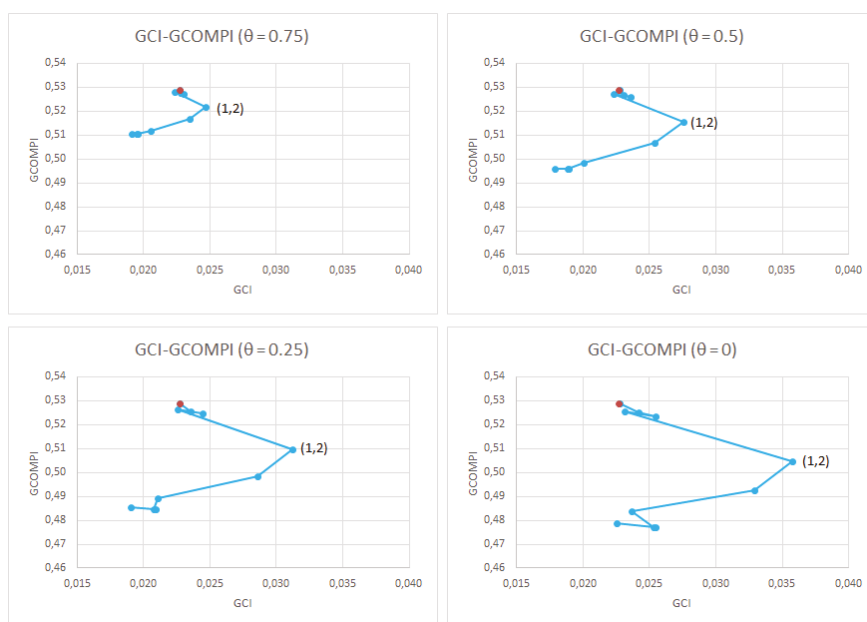 GCI-GCOMPI (θ = 0.75)
0,54
0,53
0,52
0,51
0,50
0,49
0,48
0,47
0,46
GCOMPI
(1,2)
0,015 0,020 0,025 0,030 0,035 0,040
GCI
GCI-GCOMPI (θ = 0.5)
0,54
0,53
0,52
0,51
0,50
0,49
0,48
0,47
0,46
GCOMPI
(1,2)
0,015 0,020 0,025 0,030 0,035 0,040
GCI
GCI-GCOMPI (θ = 0.25)
0,54
0,53
0,52
0,51
0,50
0,49
0,48
0,47
0,46
GCOMPI
(1,2)
0,015 0,020 0,025 0,030 0,035 0,040
GCI
GCI-GCOMPI (θ = 0)
0,54
0,53
0,52
0,51
0,50
0,49
0,48
0,47
0,46
GCOMPI
(1,2)
0,015 0,020 0,025 0,030 0,035 0,040
GCI